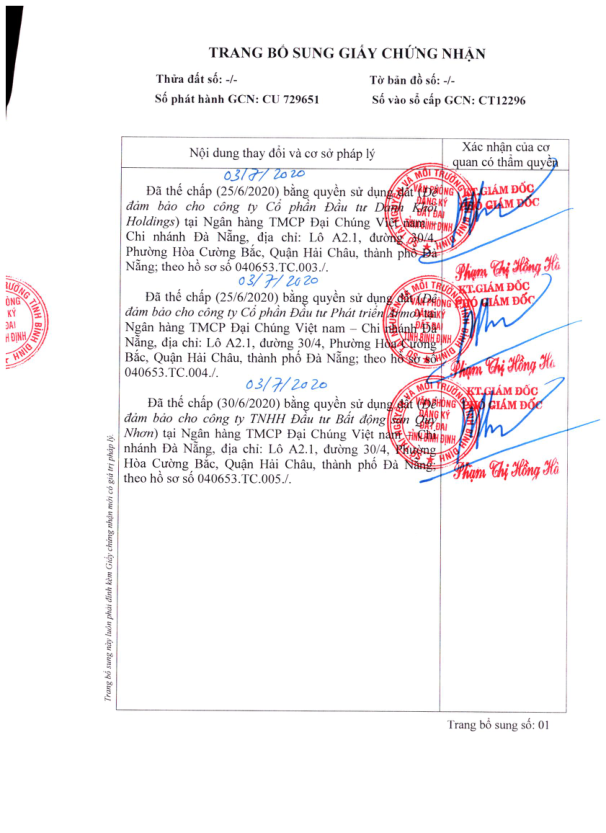 TRANG BỔ SUNG GIẤY CHỨNG NHẬN
Thửa đất số: -/-
Tờ bản đồ số: -/-
Số phát hành GCN: CU 729651
Số vào sổ cấp GCN: CT12296
Nội dung thay đổi và cơ sở pháp lý
Xác nhận của cơ
quan có thẩm quyền
03/7/2020
Đã thế chấp (25/6/2020) bằng quyền sử dụng đất (Để
đảm bảo cho công ty Cổ phần Đầu tư Danh Khôi
Holdings) tại Ngân hàng TMCP Đại Chúng Việt nam –
Chi nhánh Đà Nẵng, địa chỉ: Lô A2.1, đường 30/4,
Phường Hòa Cường Bắc, Quận Hải Châu, thành phố Đà
Nẵng; theo hồ sơ số 040653.TC.003./.
KT.GIÁM ĐỐC
PHÓ GIÁM ĐỐC
Phạm Thị Hồng Hà
03/7/2020
Đã thế chấp (25/6/2020) bằng quyền sử dụng đất (Để
đảm bảo cho công ty Cổ phần Đầu tư Phát triển tại
Ngân hàng TMCP Đại Chúng Việt nam – Chi nhánh Đà
Nẵng, địa chỉ: Lô A2.1, đường 30/4, Phường Hòa Cường
Bắc, Quận Hải Châu, thành phố Đà Nẵng; theo hồ sơ số
040653.TC.004./.
KT.GIÁM ĐỐC
PHÓ GIÁM ĐỐC
Phạm Thị Hồng Hà
03/7/2020
Đã thế chấp (30/6/2020) bằng quyền sử dụng đất (Để
đảm bảo cho công ty TNHH Đầu tư Bất động sản Quy
Nhơn) tại Ngân hàng TMCP Đại Chúng Việt nam – Chi
nhánh Đà Nẵng, địa chỉ: Lô A2.1, đường 30/4, Phường
Hòa Cường Bắc, Quận Hải Châu, thành phố Đà Nẵng;
theo hồ sơ số 040653.TC.005./.
KT.GIÁM ĐỐC
PHÓ GIÁM ĐỐC
Phạm Thị Hồng Hà
VĂN PHÒNG
ĐĂNG KÝ
ĐẤT ĐAI
TỈNH BÌNH ĐỊNH
Trang bổ sung này luôn phải đính kèm Giấy chứng nhận mới có giá trị pháp lý.
Trang bổ sung số: 01